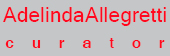 AdelindaAllegretti
c u r a t o r